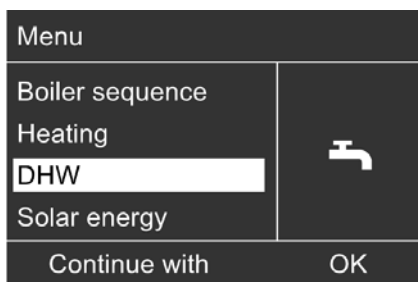 Menu
Boiler sequence
Heating
DHW
Solar energy
Continue with OK